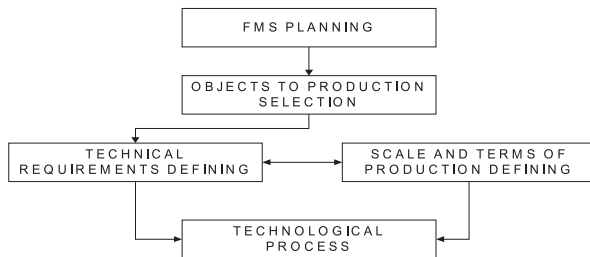 FMS PLANNING
OBJECTS TO PRODUCTION
SELECTION
TECHNICAL
REQUIREMENTS DEFINING
SCALE AND TERMS OF
PRODUCTION DEFINING
TECHNOLOGICAL
PROCESS